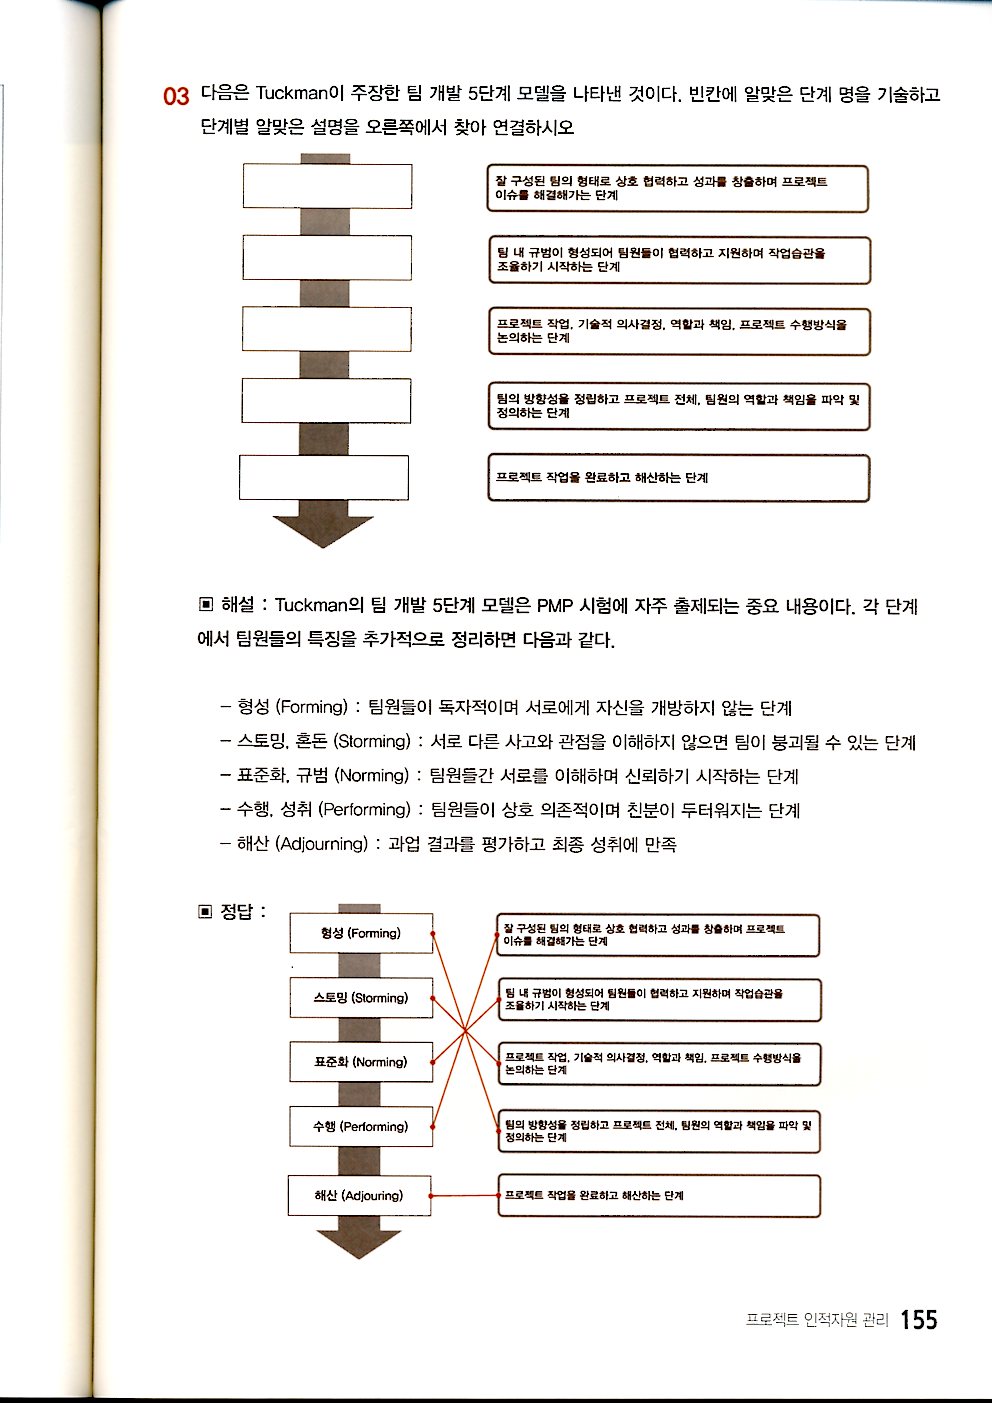 03 다음은 Tuckman이 주장한 팀 개발 5단계 모델을 나타낸 것이다. 빈칸에 알맞은 단계 명을 기술하고
단계별 알맞은 설명을 오른쪽에서 찾아 연결하시오
잘 구성된 팀의 형태로 상호 협력하고 성과를 창출하며 프로젝트
이슈를 해결해가는 단계
팀 내 규범이 형성되어 팀원들이 협력하고 지원하며 작업습관을
조율하기 시작하는 단계
프로젝트 작업, 기술적 의사결정, 역할과 책임, 프로젝트 수행방식을
논의하는 단계
팀의 방향성을 정립하고 프로젝트 전체, 팀원의 역할과 책임을 파악 및
정의하는 단계
프로젝트 작업을 완료하고 해산하는 단계
▣ 해설 : Tuckman의 팀 개발 5단계 모델은 PMP 시험에 자주 출제되는 중요 내용이다. 각 단계
에서 팀원들의 특징을 추가적으로 정리하면 다음과 같다.
– 형성 (Forming) : 팀원들이 독자적이며 서로에게 자신을 개방하지 않는 단계
– 스토밍, 혼돈 (Storming) : 서로 다른 사고와 관점을 이해하지 않으면 팀이 붕괴될 수 있는 단계
– 표준화, 규범 (Norming) : 팀원들간 서로를 이해하며 신뢰하기 시작하는 단계
– 수행, 성취 (Performing) : 팀원들이 상호 의존적이며 친분이 두터워지는 단계
– 해산 (Adjourning) : 과업 결과를 평가하고 최종 성취에 만족
▣ 정답 :
형성 (Forming)
잘 구성된 팀의 형태로 상호 협력하고 성과를 창출하며 프로젝트
이슈를 해결해가는 단계
스토밍 (Storming)
팀 내 규범이 형성되어 팀원들이 협력하고 지원하며 작업습관을
조율하기 시작하는 단계
표준화 (Norming)
프로젝트 작업, 기술적 의사결정, 역할과 책임, 프로젝트 수행방식을
논의하는 단계
수행 (Performing)
팀의 방향성을 정립하고 프로젝트 전체, 팀원의 역할과 책임을 파악 및
정의하는 단계
해산 (Adjouring)
프로젝트 작업을 완료하고 해산하는 단계
프로젝트 인적자원 관리 155